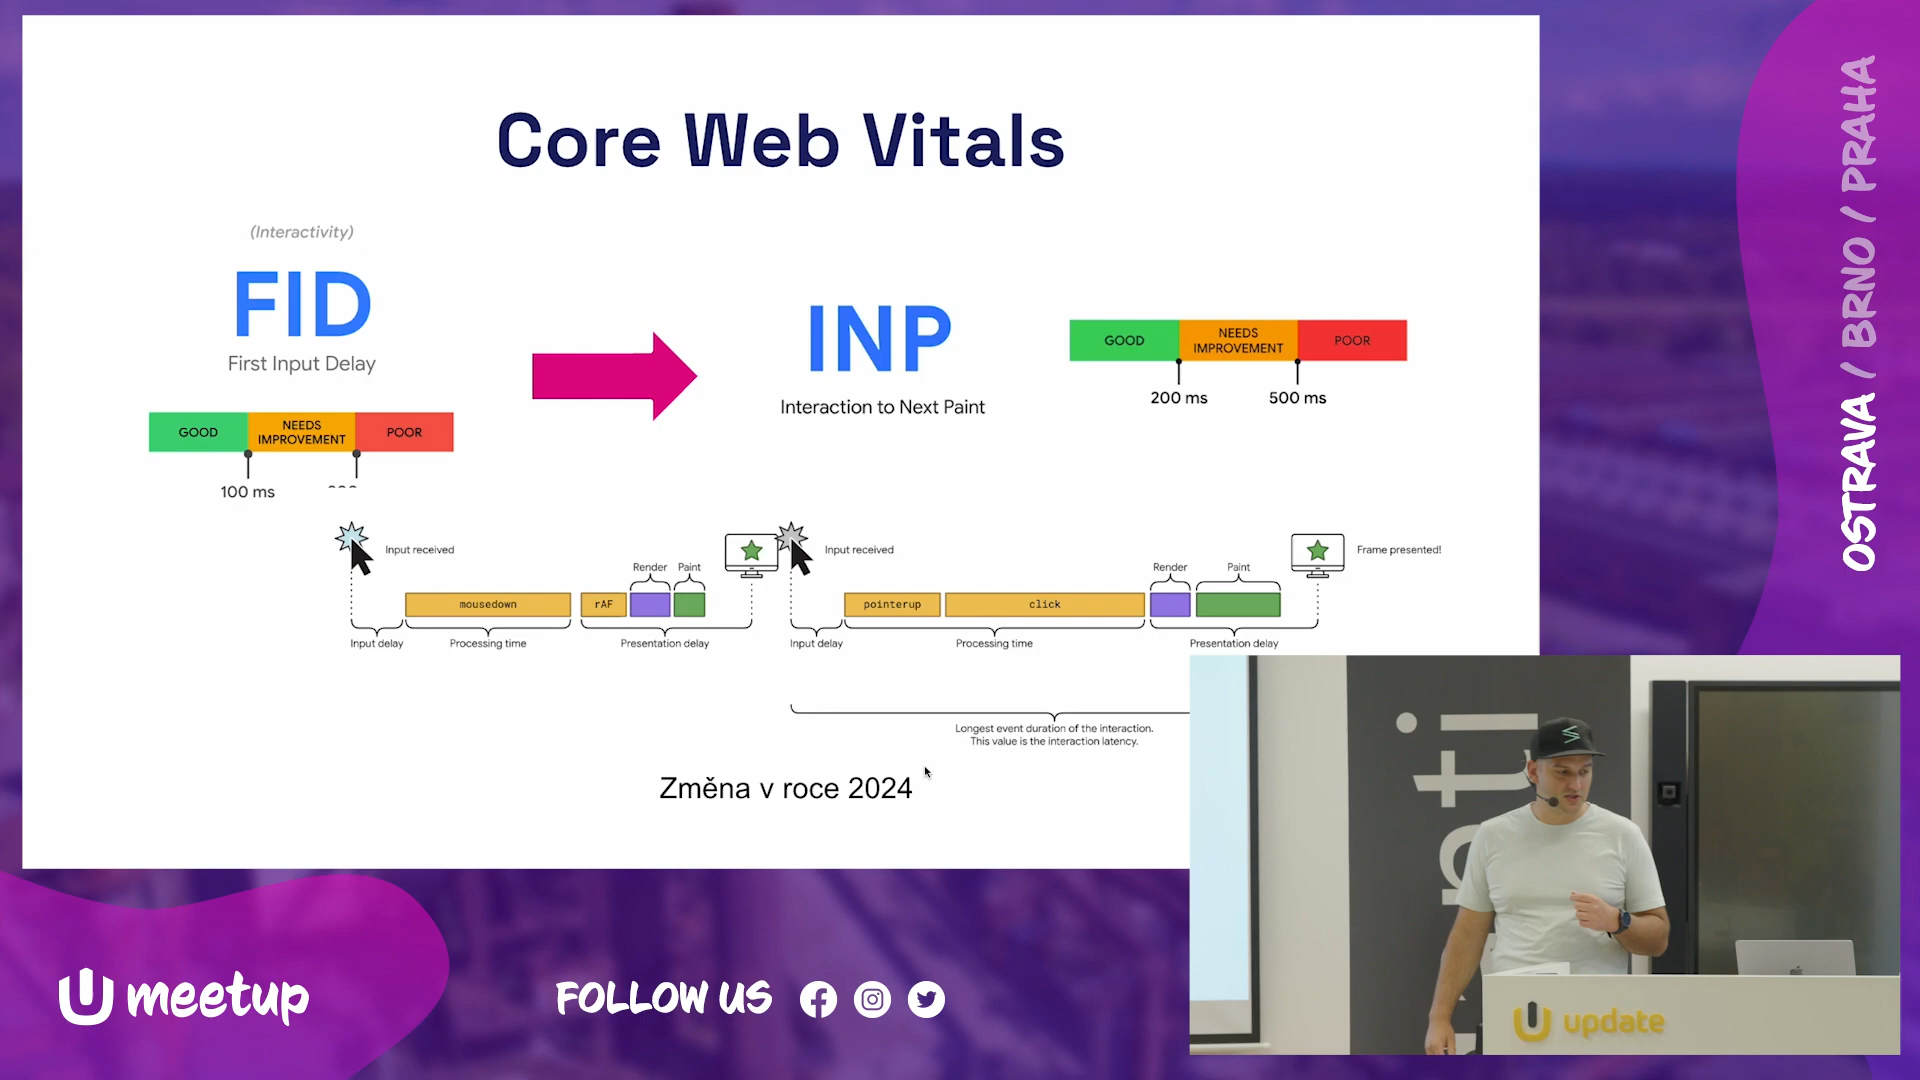 Core Web Vitals
(Interactivity)
FID
First Input Delay
GOOD
NEEDS
IMPROVEMENT
POOR
100 ms
INP
Interaction to Next Paint
GOOD
NEEDS
IMPROVEMENT
POOR
200 ms
500 ms
Input received
mousedown
rAF
Render
Paint
Input delay
Processing time
Presentation delay
Input received
pointerup
click
Render
Paint
Frame presented!
Input delay
Processing time
Presentation delay
Longest event duration of the interaction.
This value is the interaction latency.
Změna v roce 2024
OSTRAVA / BRNO / PRAHA
meetup
FOLLOW US
update